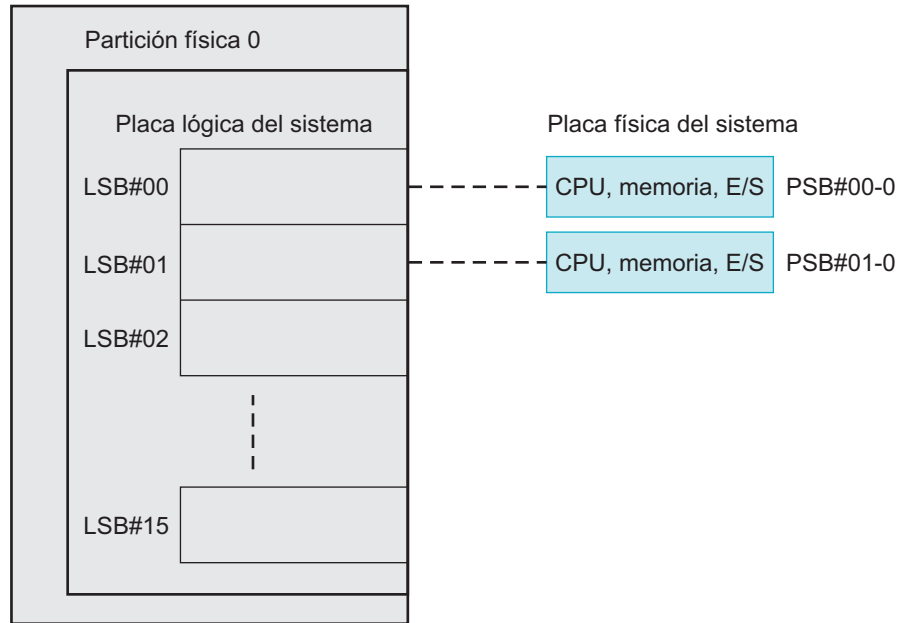 Partición física 0
Placa lógica del sistema
Placa física del sistema
LSB#00
CPU, memoria, E/S
PSB#00-0
LSB#01
CPU, memoria, E/S
PSB#01-0
LSB#02
LSB#15